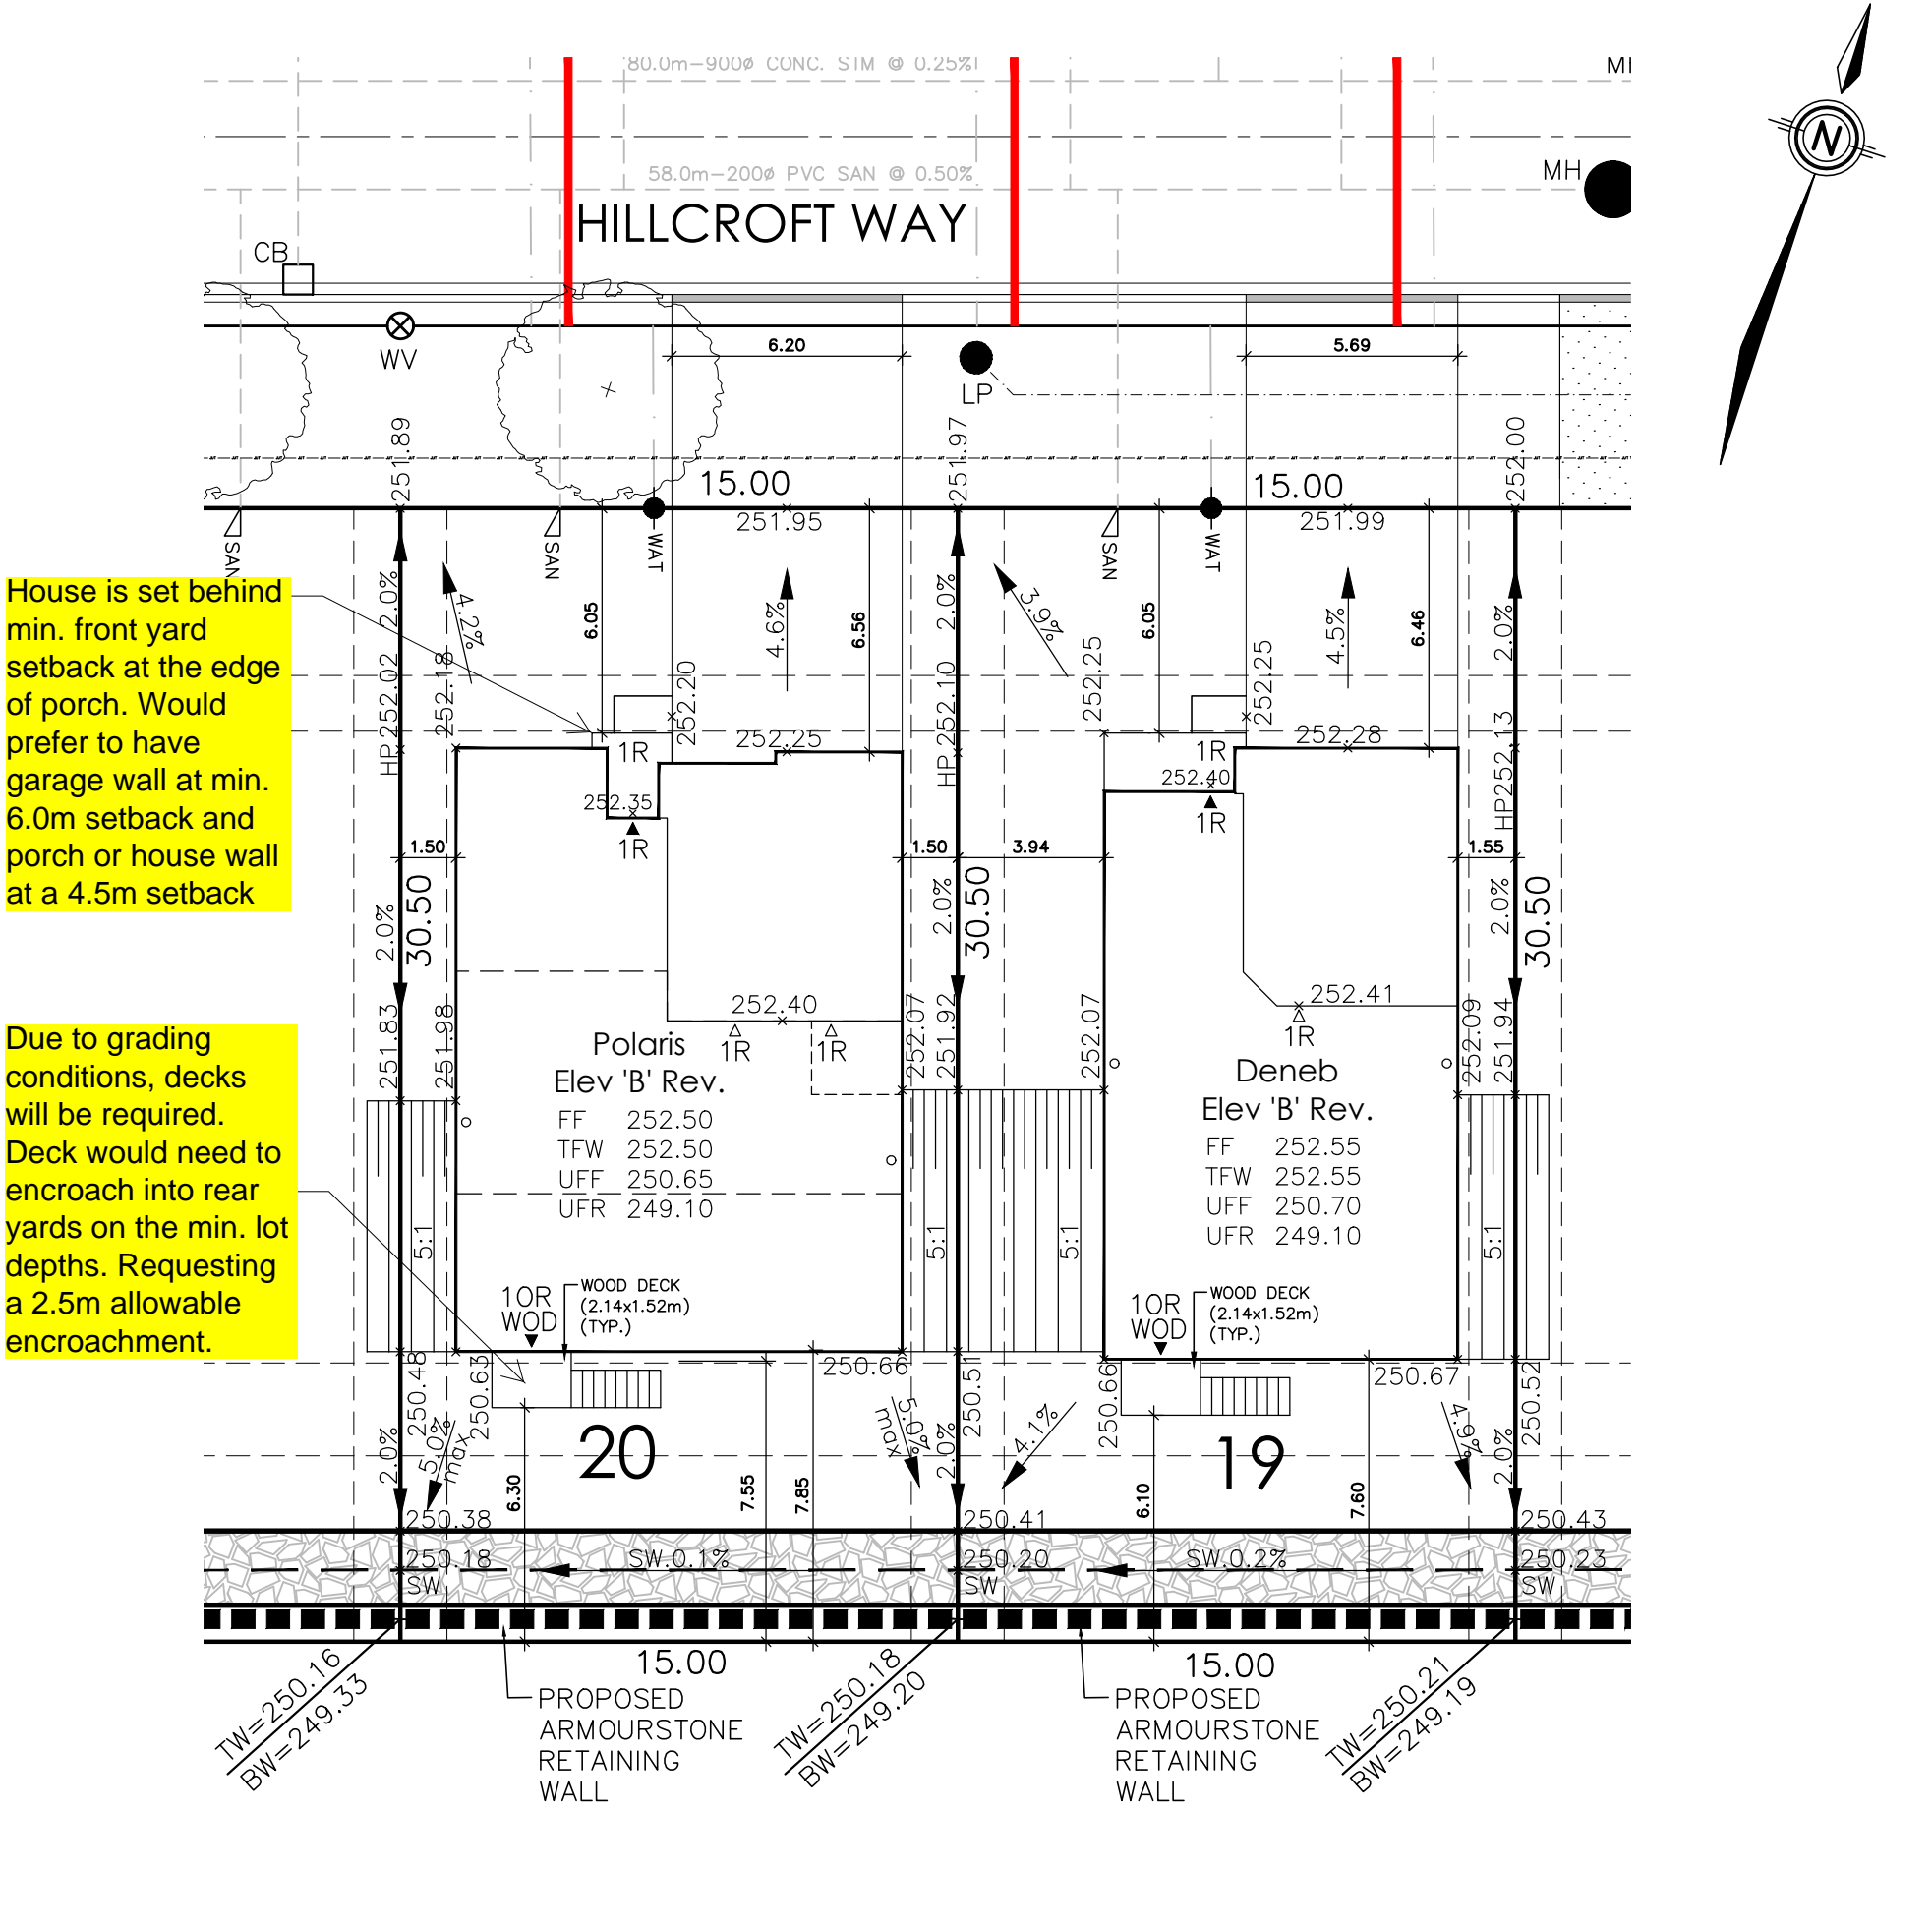 80.0m-900ø CONC. STM @ 0.25%
MH
58.0m-200ø PVC SAN @ 0.50%
HILLCROFT WAY
CB
WV
LP
N
6.20
5.69
251.89
251.97
252.00
15.00
15.00
251.95
251.99
SAN
SAN
WAT
SAN
WAT
House is set behind
min. front yard
setback at the edge
of porch. Would
prefer to have
garage wall at min.
6.0m setback and
porch or house wall
at a 4.5m setback
2.0%
4.2%
6.05
4.6%
6.56
2.0%
3.9%
6.05
4.5%
6.46
2.0%
HP252.02
252.18
252.20
HP252.10
252.25
252.25
HP252.13
1R
252.25
1R
252.28
252.35
1R
252.40
1R
1.50
1.50
3.94
1.55
2.0%
30.50
2.0%
30.50
2.0%
30.50
251.83
251.98
252.40
1R
1R
252.07
251.92
252.07
252.41
1R
252.09
251.94
Due to grading
conditions, decks
will be required.
Deck would need to
encroach into rear
yards on the min. lot
depths. Requesting
a 2.5m allowable
encroachment.
Polaris
Elev 'B' Rev.
FF 252.50
TFW 252.50
UFF 250.65
UFR 249.10
Deneb
Elev 'B' Rev.
FF 252.55
TFW 252.55
UFF 250.70
UFR 249.10
5:1
5:1
5:1
5:1
10R
WOD
WOOD DECK
(2.14x1.52m)
(TYP.)
10R
WOD
WOOD DECK
(2.14x1.52m)
(TYP.)
250.48
250.63
250.66
250.51
250.66
250.67
250.52
2.0%
5.0%
max
20
5.0%
max
2.0%
4.1%
19
4.9%
2.0%
6.30
7.55
7.85
6.10
7.60
250.38
250.41
250.43
250.18
SW
SW.0.1%
250.20
SW
SW.0.2%
250.23
SW
15.00
15.00
TW=250.16
BW=249.33
TW=250.18
BW=249.20
TW=250.21
BW=249.19
PROPOSED
ARMOURSTONE
RETAINING
WALL
PROPOSED
ARMOURSTONE
RETAINING
WALL